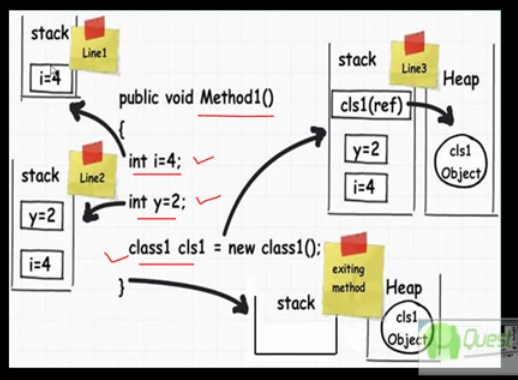 stack
Line1
i=4
public void Method1()
{
int i=4;
int y=2;
class1 cls1 = new class1();
}
stack
Line2
y=2
i=4
stack
Line3
Heap
cls1(ref)
y=2
i=4
cls1
Object
exiting
method
stack
Heap
cls1
Object
Quest